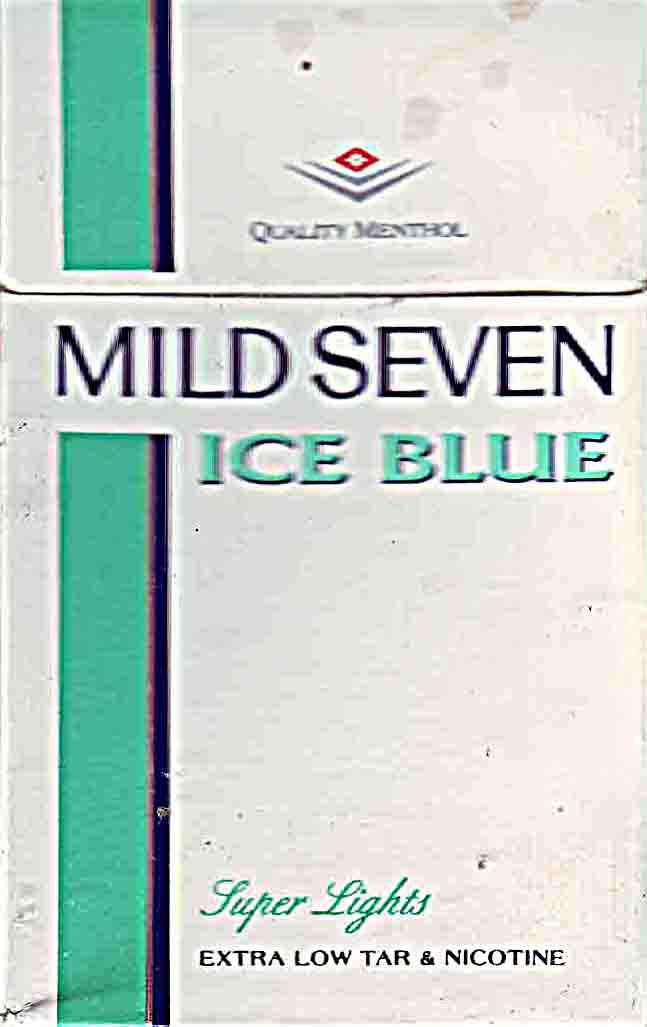 QUALITY MENTHOL
MILD SEVEN
ICE BLUE
Super Lights
EXTRA LOW TAR & NICOTINE